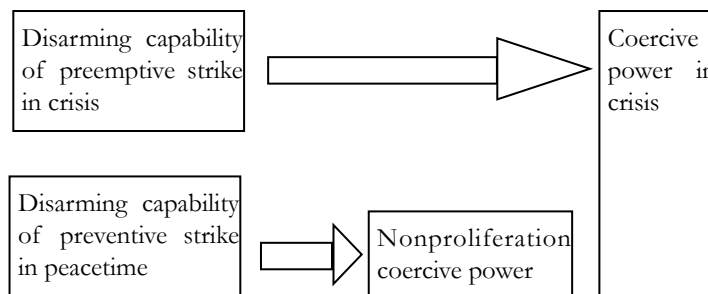 Disarming capability
of preemptive strike
in crisis
Coercive
power in
crisis
Disarming capability
of preventive strike
in peacetime
Nonproliferation
coercive power